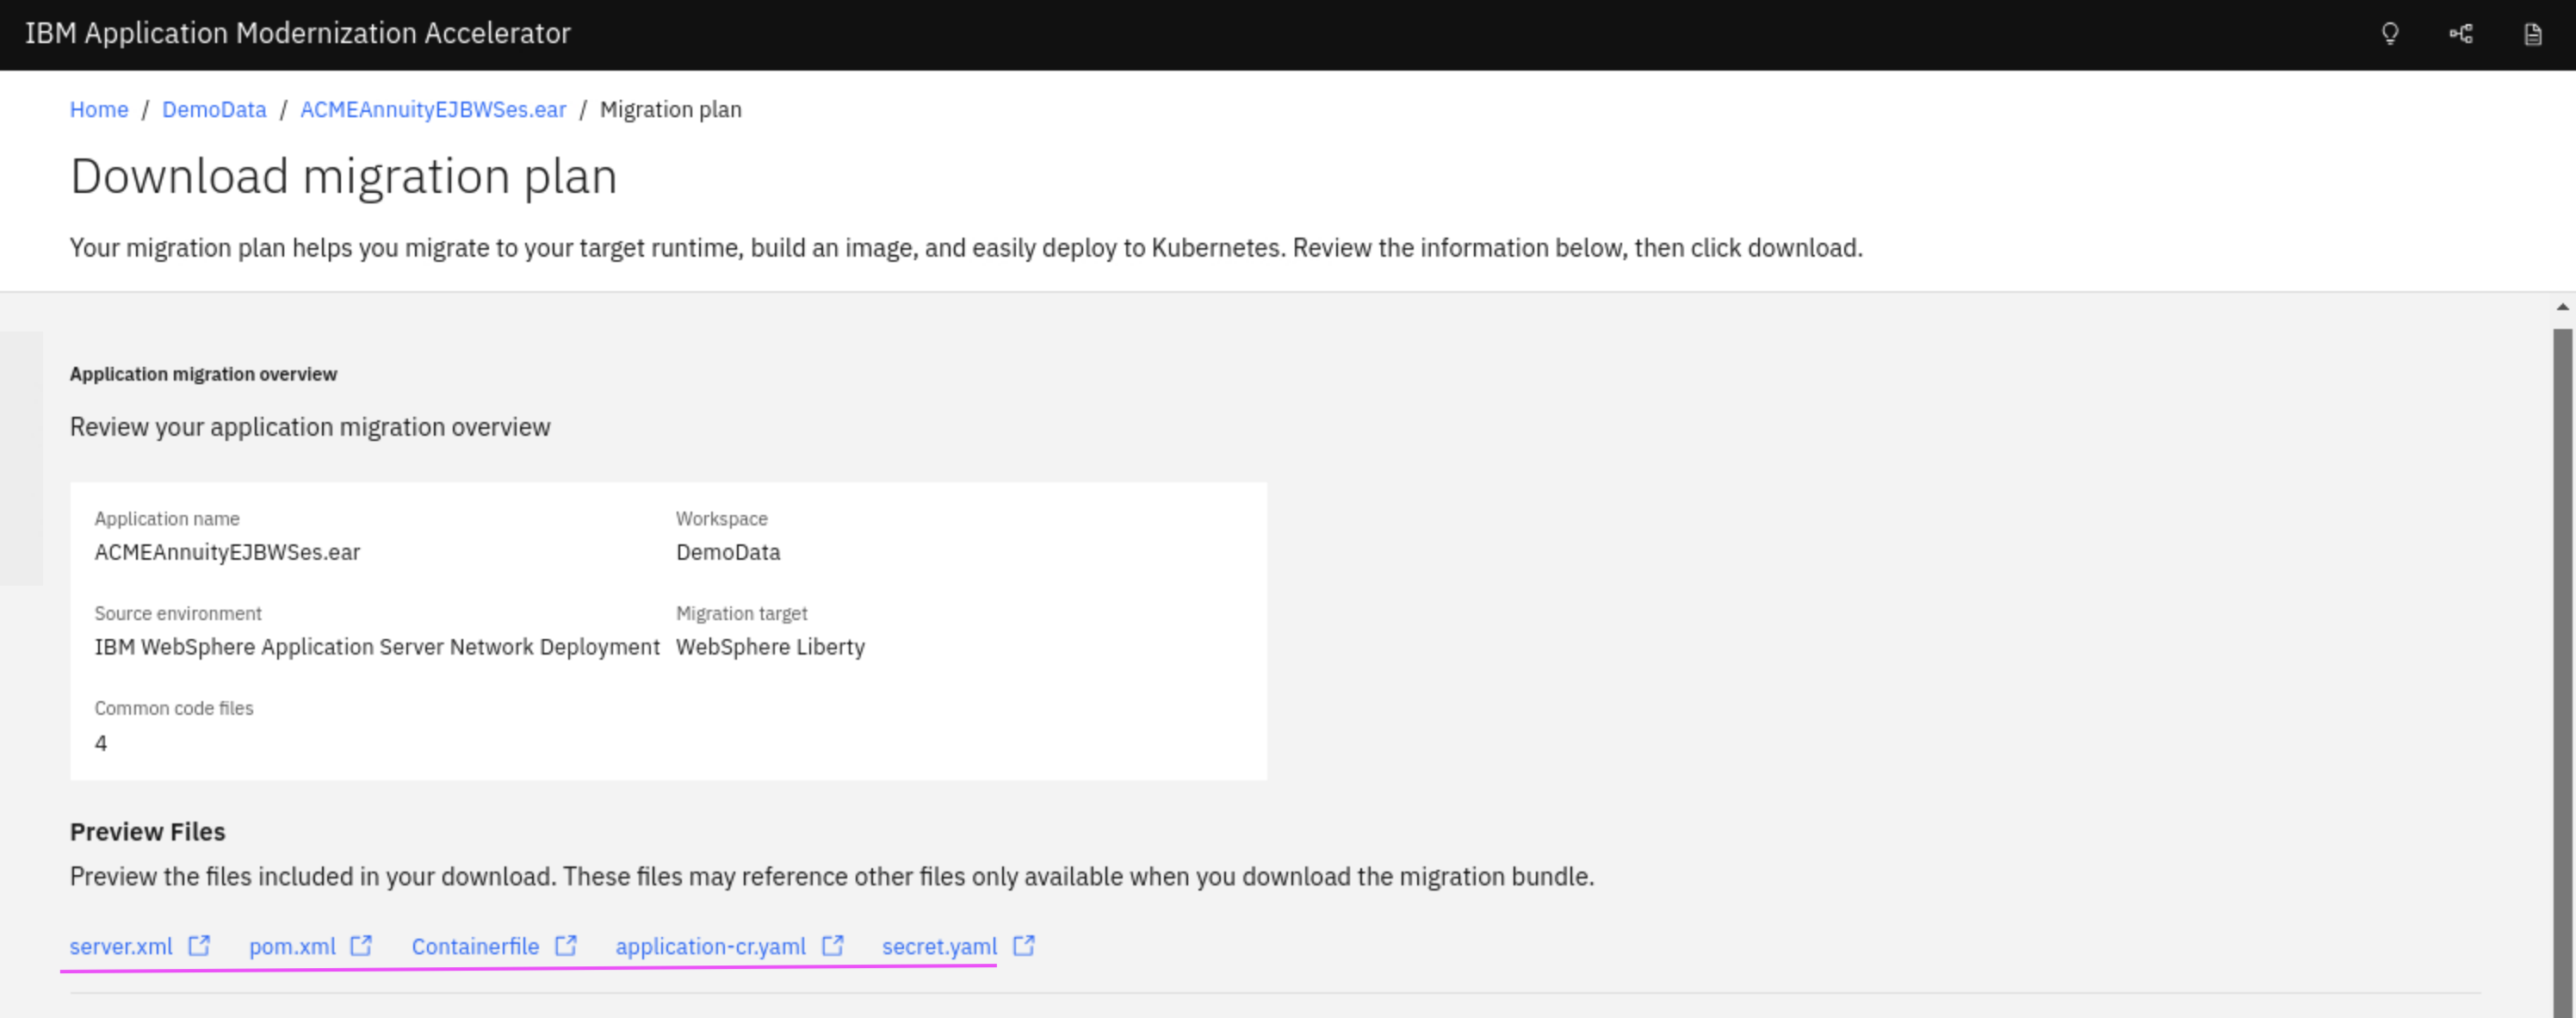 IBM Application Modernization Accelerator
Home / DemoData / ACMEAnnuityEJBWSes.ear / Migration plan
Download migration plan
Your migration plan helps you migrate to your target runtime, build an image, and easily deploy to Kubernetes. Review the information below, then click download.
Application migration overview
Review your application migration overview
Application name Workspace
ACMEAnnuityEJBWSes.ear DemoData
Source environment Migration target
IBM WebSphere Application Server Network Deployment WebSphere Liberty
Common code files
4
Preview Files
Preview the files included in your download. These files may reference other files only available when you download the migration bundle.
server.xml pom.xml Containerfile application-cr.yaml secret.yaml